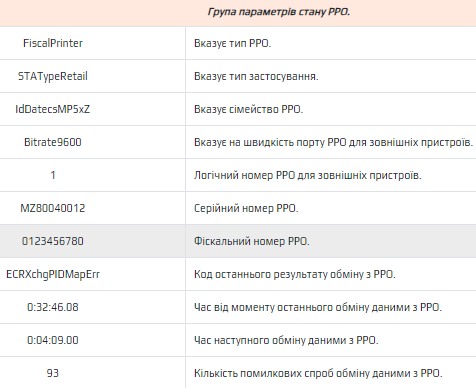 Група параметрів стану РРО.
FiscalPrinter Вказує тип РРО.
STATypeRetail Вказує тип застосування.
IdDatecsMP5xZ Вказує сімейство РРО.
Bitrate9600 Вказує на швидкість порту РРО для зовнішніх пристроїв.
1 Логічний номер РРО для зовнішніх пристроїв.
MZ80040012 Серійний номер РРО.
0123456780 Фіскальний номер РРО.
ECRXchgPIDMapErr Код останнього результату обміну з РРО.
0:32:46.08 Час від моменту останнього обміну даними з РРО.
0:04:09.00 Час наступного обміну даними з РРО.
93 Кількість помилкових спроб обміну даними з РРО.